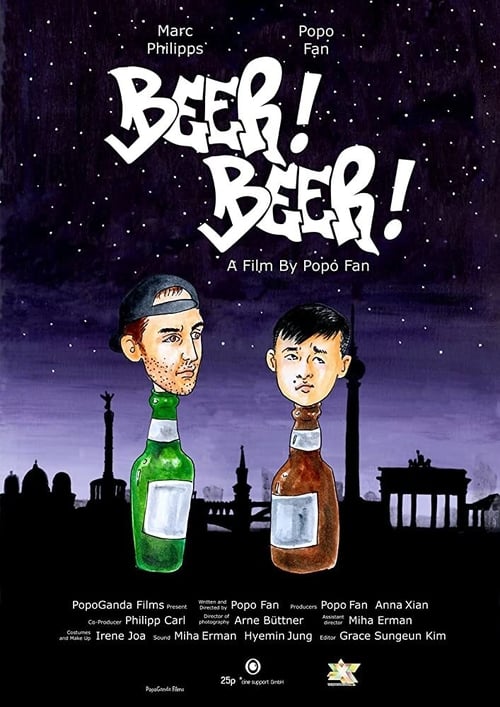 Marc Philipps
Popo Fan
BEER!
BEER!
A Film By Popo Fan
PopoGanda Films Present Written and Directed by Popo Fan Producers Popo Fan Anna Xian
Co-Producer Philipp Carl Director of photography Arne Büttner Assistant director Miha Erman
Costumes and Make Up Irene Joa Sound Miha Erman Hyemin Jung Editor Grace Sungeun Kim
PopoGanda Films
25p *cine support GmbH